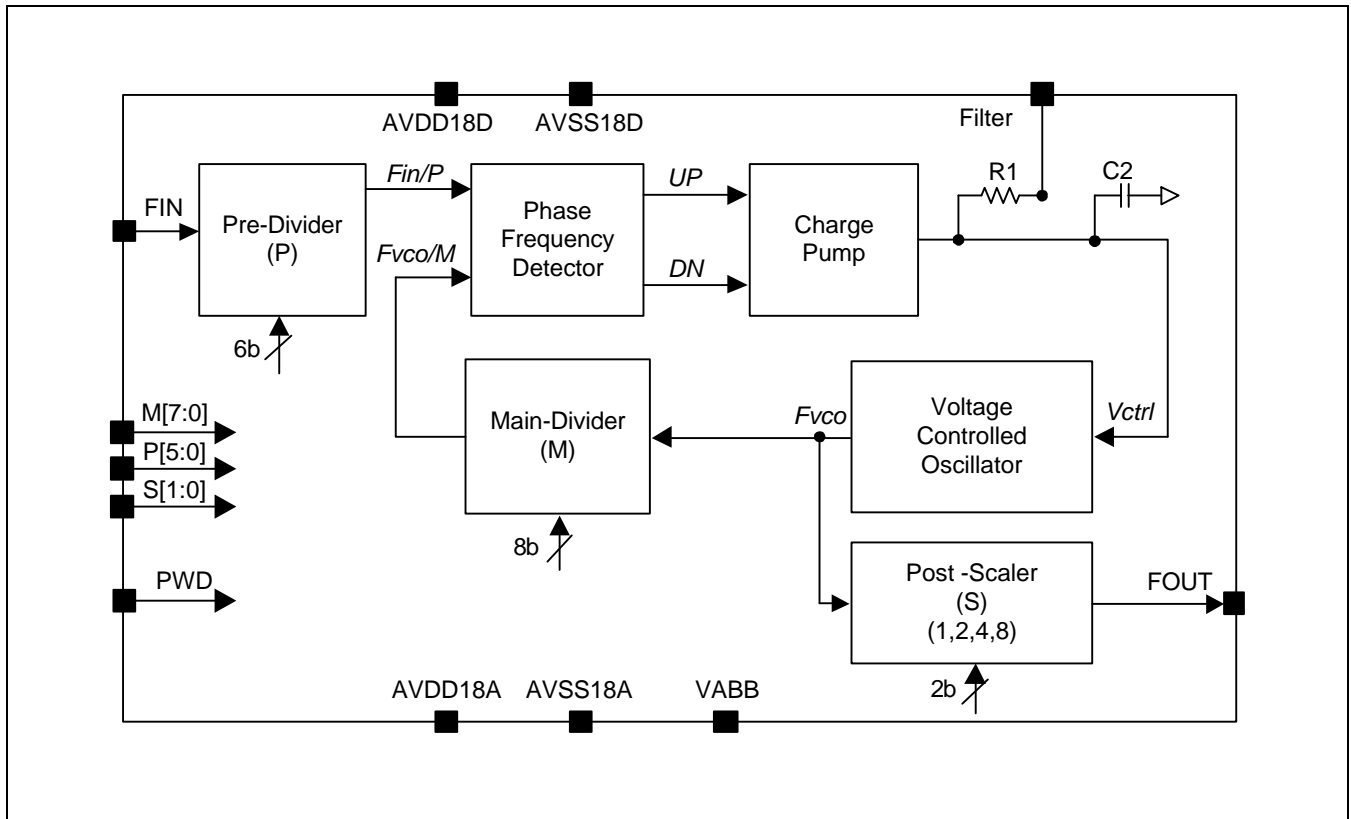 AVDD18D
AVSS18D
Filter
FIN
Pre-Divider
(P)
6b
Fin/P
Fvco/M
Phase
Frequency
Detector
UP
DN
Charge
Pump
R1
C2
M[7:0]
P[5:0]
S[1:0]
PWD
Main-Divider
(M)
8b
Fvco
Voltage
Controlled
Oscillator
Vctrl
Post -Scaler
(S)
(1,2,4,8)
2b
FOUT
AVDD18A
AVSS18A
VABB